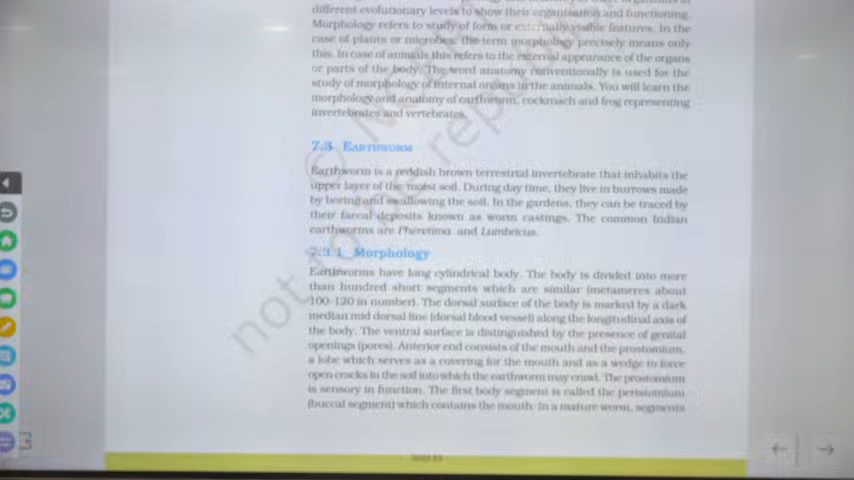 different evolutionary levels to show their organisation and functioning.
Morphology refers to study of form or externally visible features. In the
case of plants or microbes, the term morphology precisely means only
this. In case of animals this refers to the external appearance of the organs
or parts of the body. The word anatomy conventionally is used for the
study of morphology of internal organs in the animals. You will learn the
morphology and anatomy of earthworm, cockroach and frog representing
invertebrates and vertebrates.
7.3 EARTHWORM
Earthworm is a reddish brown terrestrial invertebrate that inhabits the
upper layer of the moist soil. During day time, they live in burrows made
by boring and swallowing the soil. In the gardens, they can be traced by
their faecal deposits known as worm castings. The common Indian
earthworms are Pheretima and Lumbricus.
7.3.1 Morphology
Earthworms have long cylindrical body. The body is divided into more
than hundred short segments which are similar (metameres about
100-120 in number). The dorsal surface of the body is marked by a dark
median mid dorsal line (dorsal blood vessel) along the longitudinal axis of
the body. The ventral surface is distinguished by the presence of genital
openings (pores). Anterior end consists of the mouth and the prostomium,
a lobe which serves as a covering for the mouth and as a wedge to force
open cracks in the soil into which the earthworm may crawl. The prostomium
is sensory in function. The first body segment is called the peristomium
(buccal segment) which contains the mouth. In a mature worm, segments
not to be republ